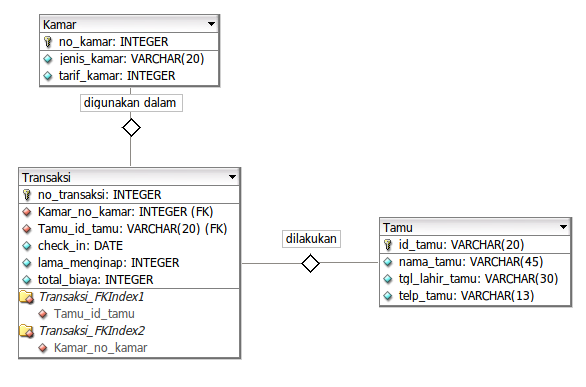 Kamar
no_kamar: INTEGER
jenis_kamar: VARCHAR(20)
tarif_kamar: INTEGER
digunakan dalam
Transaksi
no_transaksi: INTEGER
Kamar_no_kamar: INTEGER (FK)
Tamu_id_tamu: VARCHAR(20) (FK)
check_in: DATE
lama_menginap: INTEGER
total_biaya: INTEGER
Transaksi_FKIndex1
Tamu_id_tamu
Transaksi_FKIndex2
Kamar_no_kamar
dilakukan
Tamu
id_tamu: VARCHAR(20)
nama_tamu: VARCHAR(45)
tgl_lahir_tamu: VARCHAR(30)
telp_tamu: VARCHAR(13)